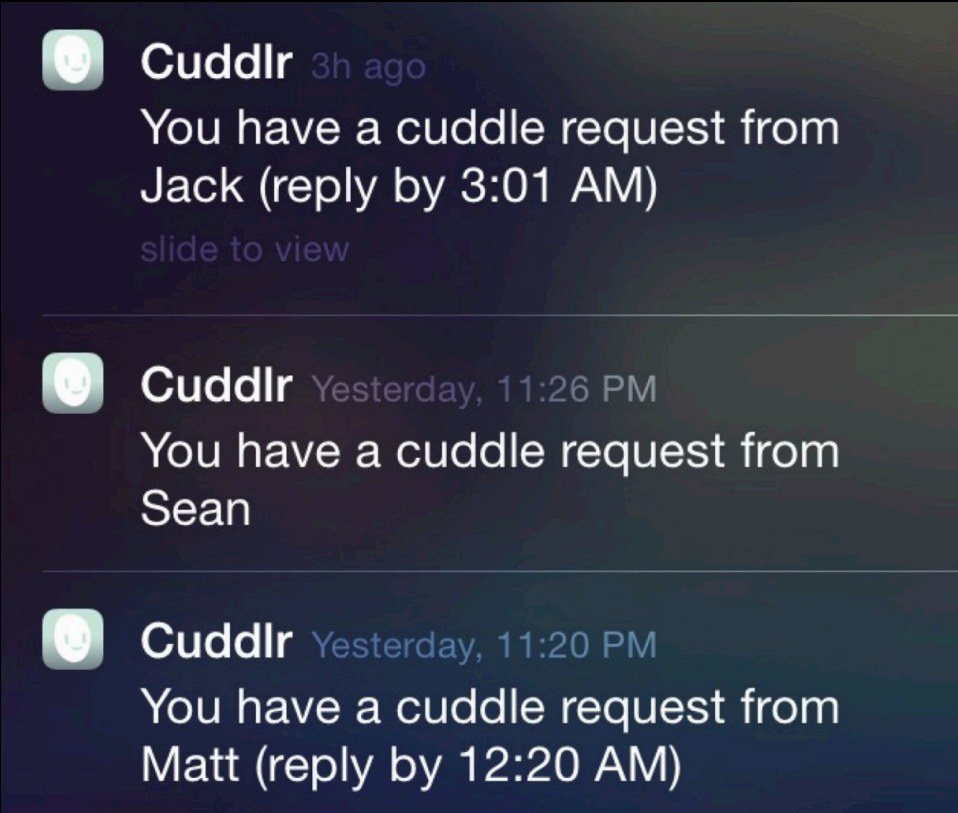 Cuddlr 3h ago
You have a cuddle request from
Jack (reply by 3:01 AM)
slide to view
Cuddlr Yesterday, 11:26 PM
You have a cuddle request from
Sean
Cuddlr Yesterday, 11:20 PM
You have a cuddle request from
Matt (reply by 12:20 AM)